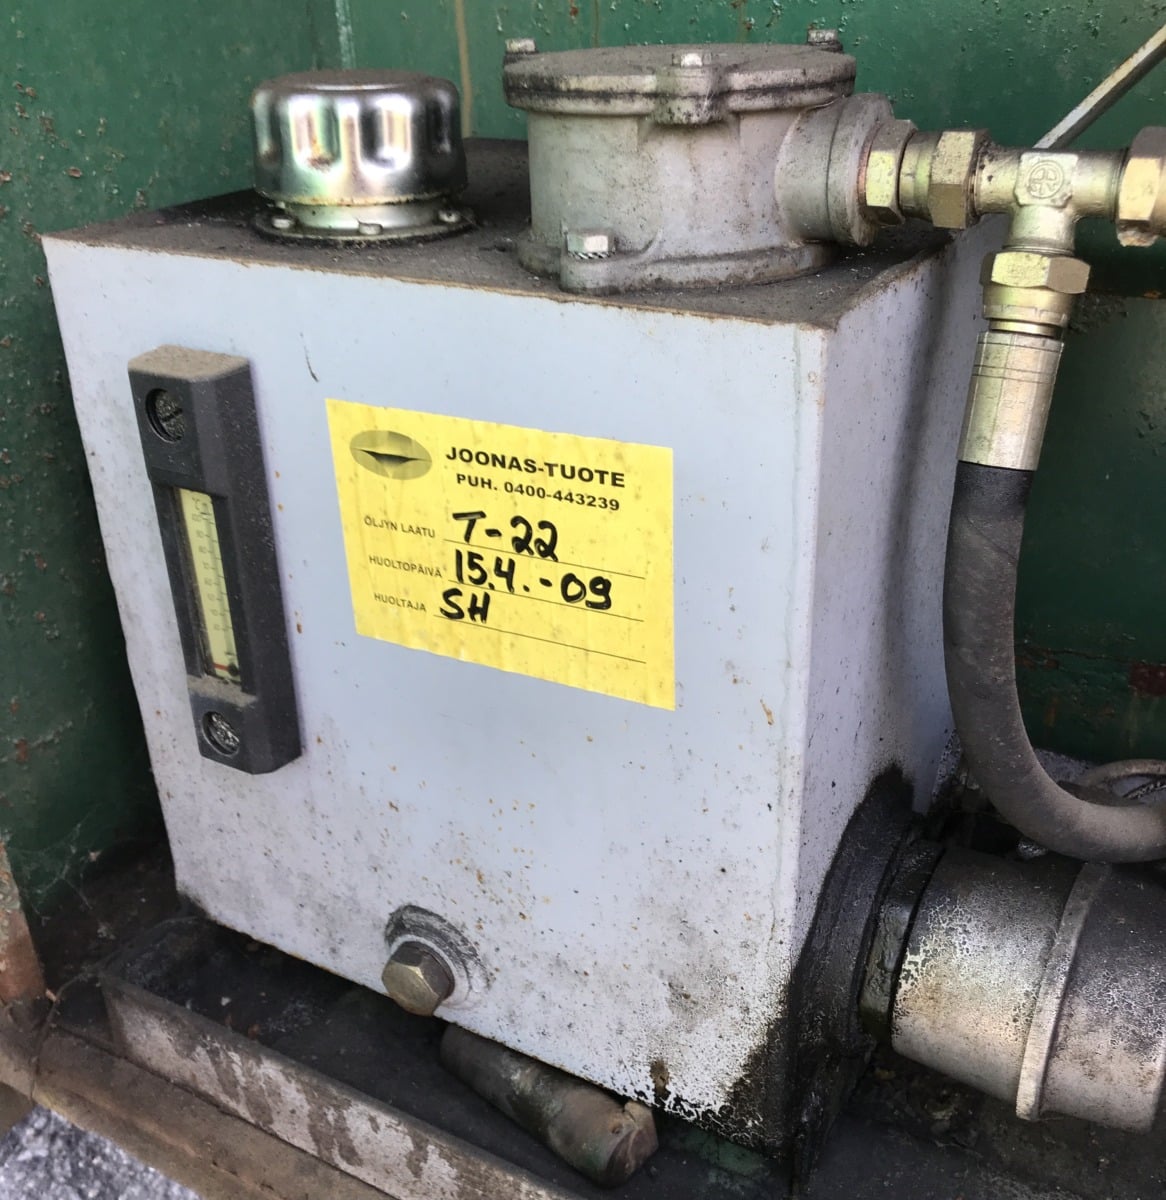 JOONAS-TUOTE
PUH. 0400-443239
ÖLJYN LAATU T-22
HUOLTOPÄIVÄ 15.4.-09
HUOLTAJA SH